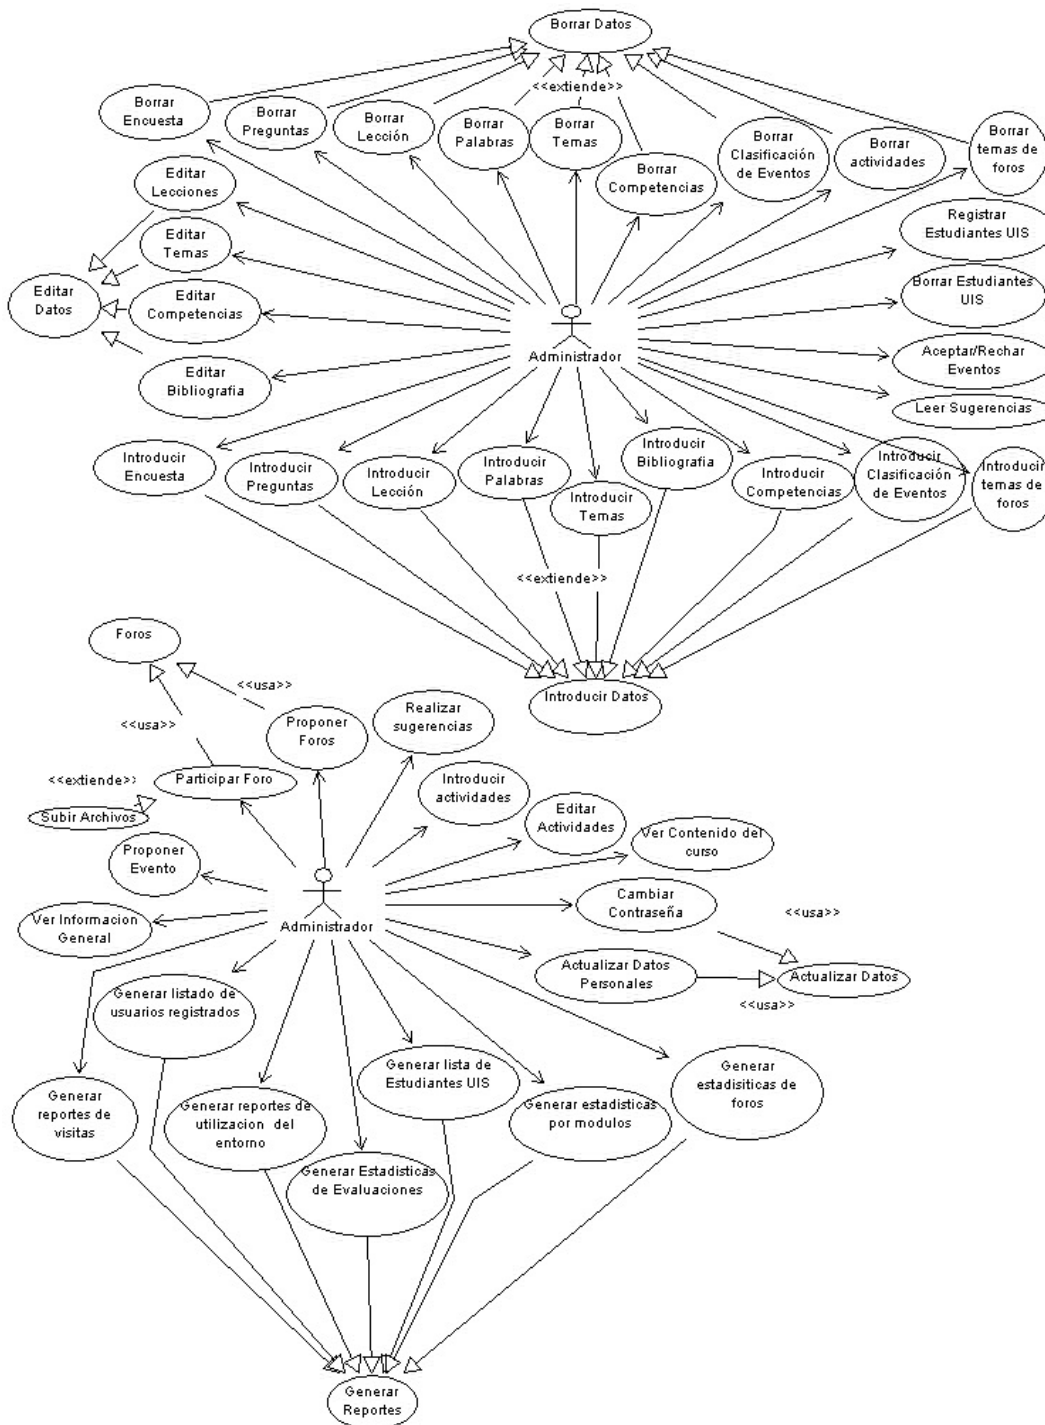 Borrar Datos
<<extiende>>
Borrar
Encuesta
Borrar
Preguntas
Borrar
Lección
Borrar
Palabras
Borrar
Temas
Borrar
Competencias
Borrar
Clasificación
de Eventos
Borrar
actividades
Borrar
temas de
foros
Editar
Lecciones
Editar
Temas
Editar
Datos
Editar
Competencias
Editar
Bibliografia
Registrar
Estudiantes UIS
Borrar Estudiantes
UIS
Administrador
Aceptar/Rechar
Eventos
Leer Sugerencias
Introducir
Encuesta
Introducir
Preguntas
Introducir
Lección
Introducir
Palabras
Introducir
Temas
Introducir
Bibliografia
Introducir
Competencias
Introducir
Clasificación
de Eventos
Introducir
temas de
foros
<<extiende>>
Introducir Datos
Foros
<<usa>>
<<usa>>
Proponer
Foros
Realizar
sugerencias
<<extiende>>
Participar Foro
Subir Archivos
Introducir
actividades
Editar
Actividades
Ver Contenido del
curso
Proponer
Evento
Cambiar
Contraseña
<<usa>>
Ver Informacion
General
Administrador
Actualizar Datos
Personales
Actualizar Datos
<<usa>>
Generar listado de
usuarios registrados
Generar
reportes de
visitas
Generar reportes de
utilizacion del
entorno
Generar lista de
Estudiantes UIS
Generar Estadisticas
de Evaluaciones
Generar estadisticas
por modulos
Generar
estadisiticas de
foros
Generar
Reportes